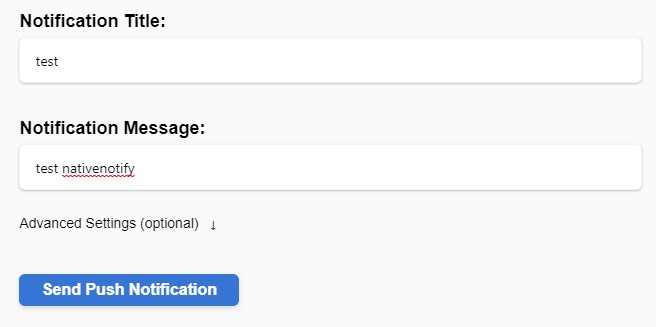 Notification Title:
test
Notification Message:
test nativenotify
Advanced Settings (optional) ↓
Send Push Notification